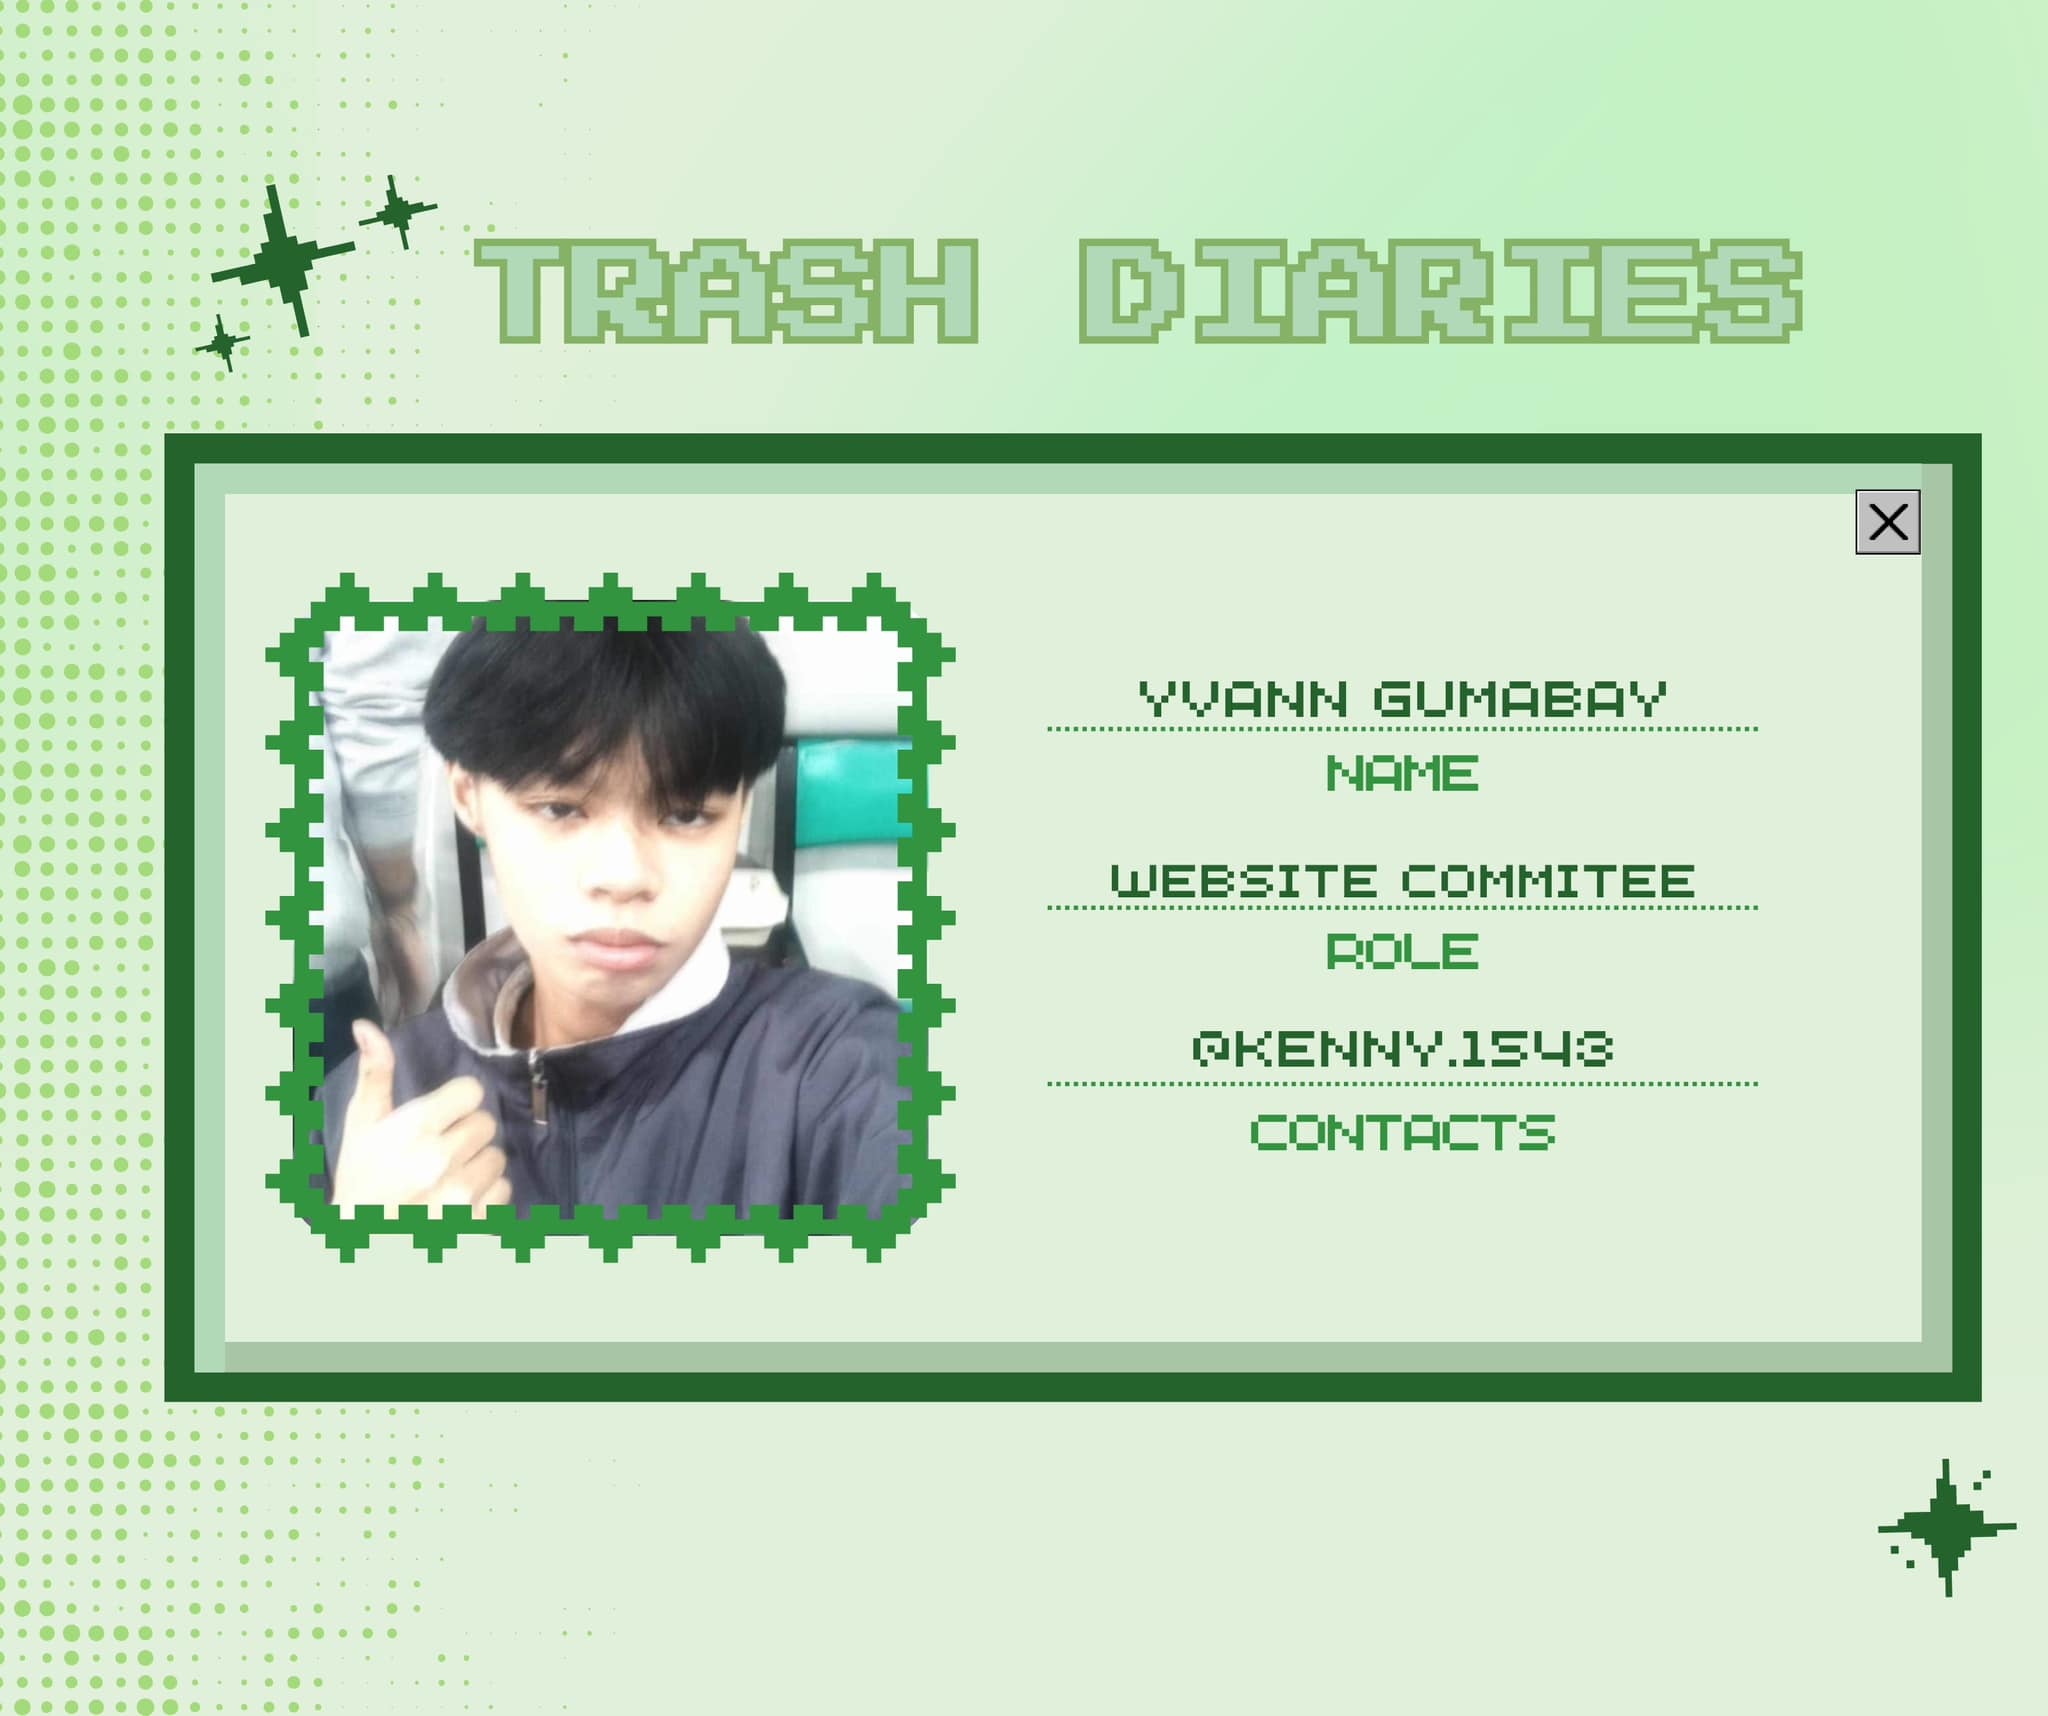 TRASH DIARIES
YVANN GUMABAY
NAME
WEBSITE COMMITEE
ROLE
@KENNY.1543
CONTACTS